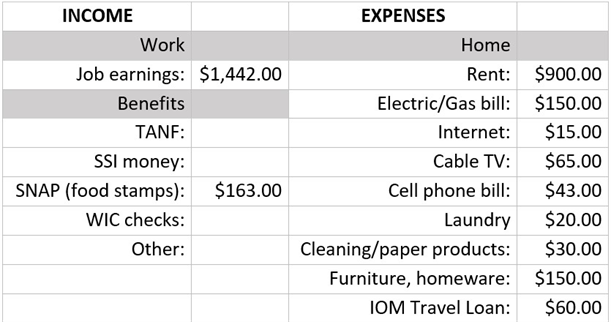 INCOME EXPENSES
Work Home
Job earnings: $1,442.00 Rent: $900.00
Benefits Electric/Gas bill: $150.00
TANF: Internet: $15.00
SSI money: Cable TV: $65.00
SNAP (food stamps): $163.00 Cell phone bill: $43.00
WIC checks: Laundry $20.00
Other: Cleaning/paper products: $30.00
Furniture, homeware: $150.00
IOM Travel Loan: $60.00